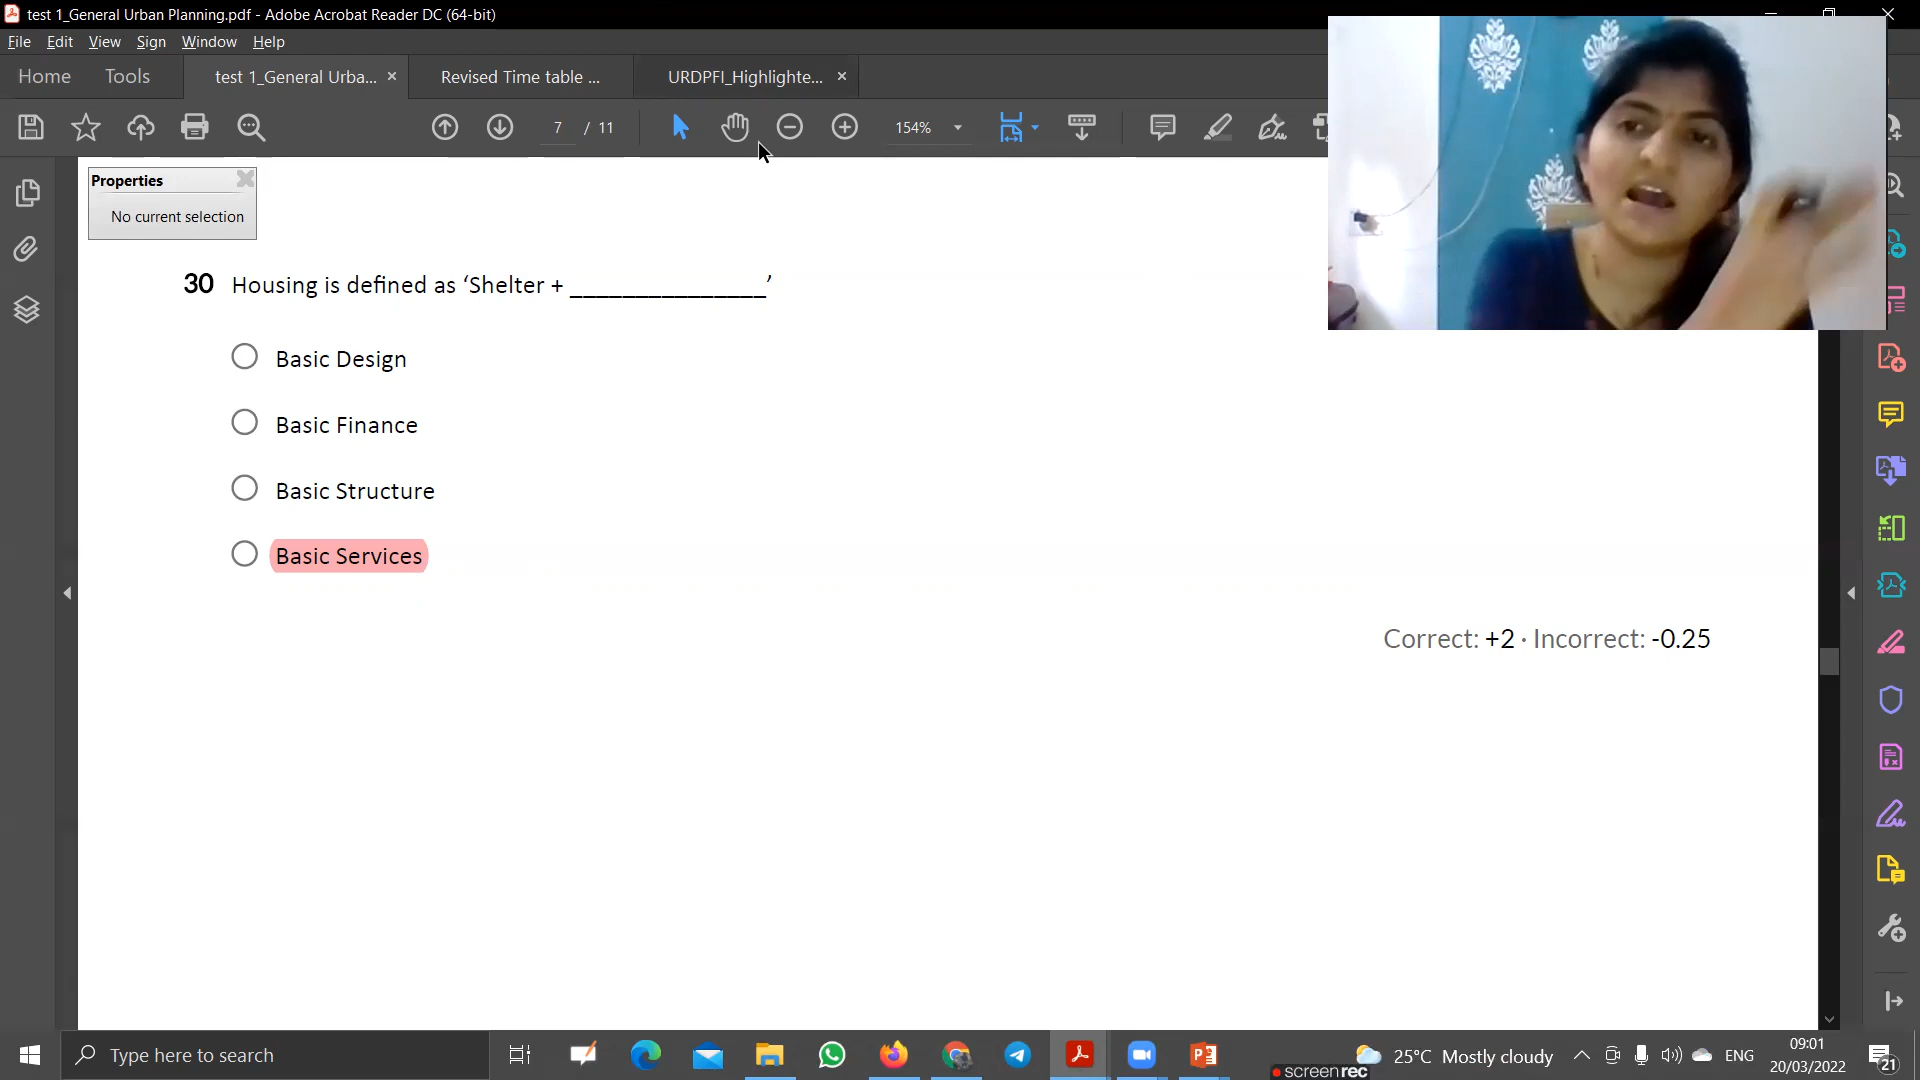 test 1_General Urban Planning.pdf - Adobe Acrobat Reader DC (64-bit)
File Edit View Sign Window Help
Home Tools test 1_General Urba... × Revised Time table ... URDPFI_Highlighte... ×
7 / 11 154%
Properties
No current selection
30 Housing is defined as ‘Shelter + _______________’
Basic Design
Basic Finance
Basic Structure
Basic Services
Correct: +2 · Incorrect: -0.25
Type here to search
25°C Mostly cloudy
ENG
09:01
20/03/2022
21
screenrec